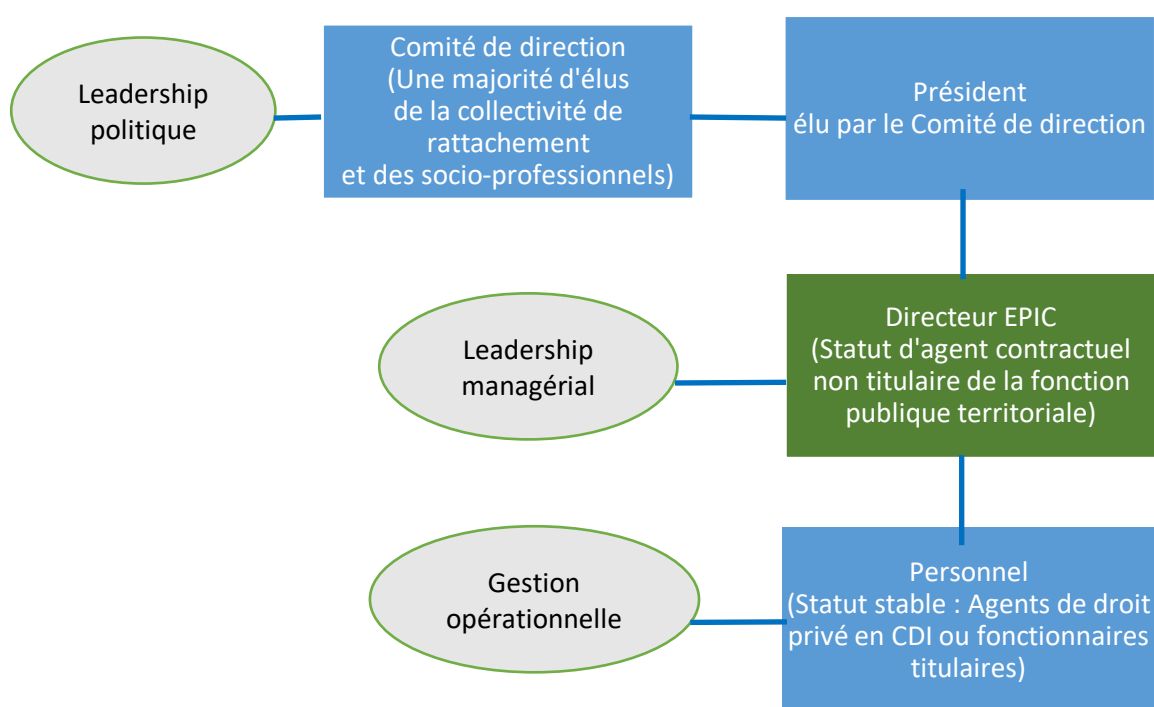 Leadership
politique
Comité de direction
(Une majorité d'élus
de la collectivité de
rattachement
et des socio-professionnels)
Président
élu par le Comité de direction
Leadership
managérial
Directeur EPIC
(Statut d'agent contractuel
non titulaire de la fonction
publique territoriale)
Gestion
opérationnelle
Personnel
(Statut stable : Agents de droit
privé en CDI ou fonctionnaires
titulaires)